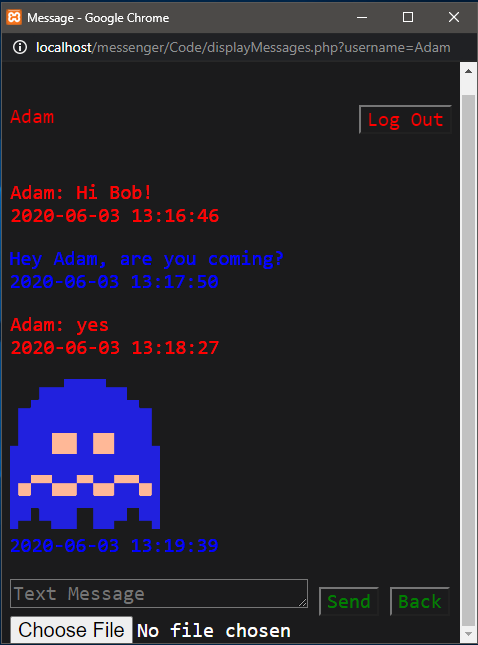 Message - Google Chrome
localhost/messenger/Code/displayMessages.php?username=Adam
Adam
Log Out
Adam: Hi Bob!
2020-06-03 13:16:46
Hey Adam, are you coming?
2020-06-03 13:17:50
Adam: yes
2020-06-03 13:18:27
2020-06-03 13:19:39
Text Message
Send
Back
Choose File No file chosen